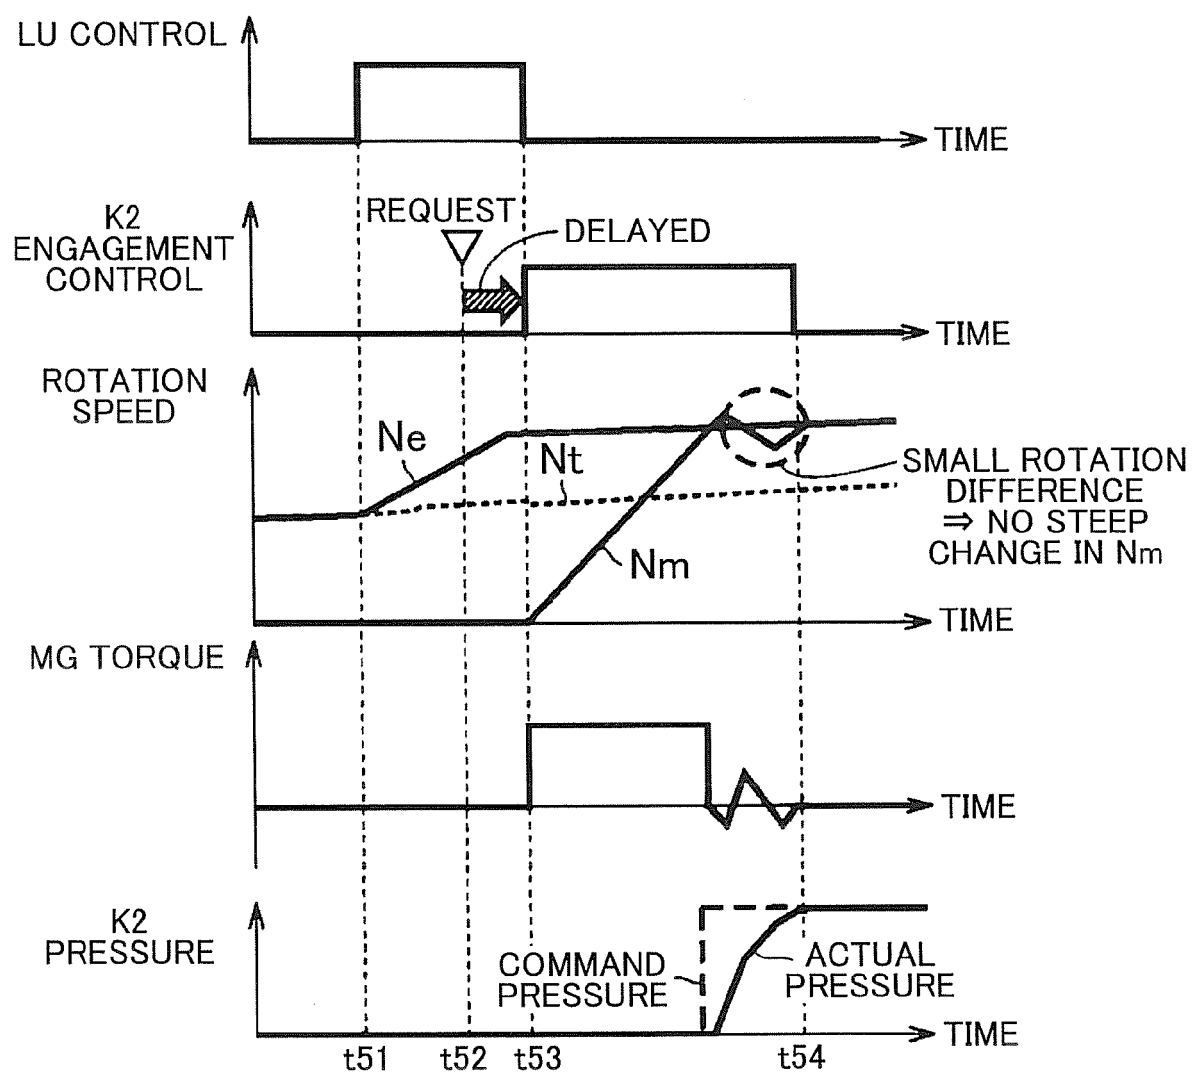 LU CONTROL
TIME
K2
ENGAGEMENT
CONTROL
REQUEST
DELAYED
TIME
ROTATION
SPEED
Ne
Nt
Nm
SMALL ROTATION
DIFFERENCE
⇒ NO STEEP
CHANGE IN Nm
TIME
MG TORQUE
TIME
K2
PRESSURE
COMMAND
PRESSURE
ACTUAL
PRESSURE
TIME
t51
t52
t53
t54